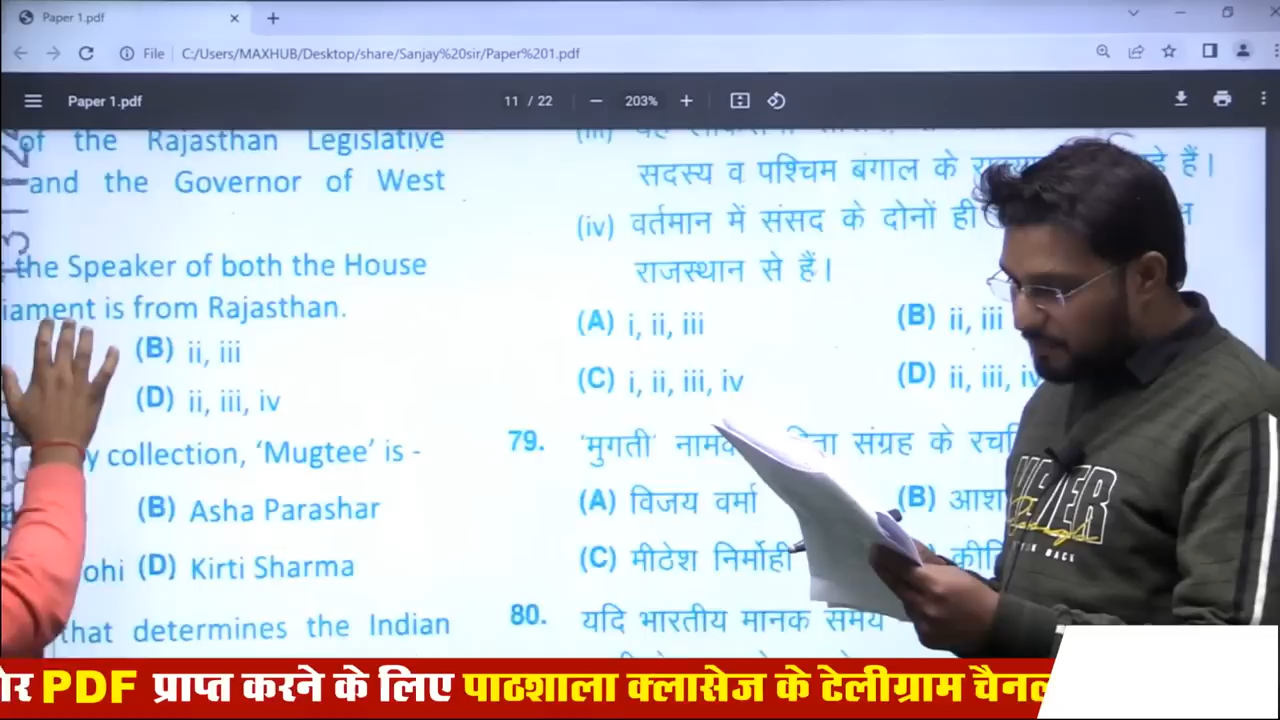 Paper 1.pdf
File
C:/Users/MAXHUB/Desktop/share/Sanjay%20sir/Paper%201.pdf
Paper 1.pdf
11 / 22
203%
of the Rajasthan Legislative
and the Governor of West
the Speaker of both the House
iament is from Rajasthan.
(B) ii, iii
(D) ii, iii, iv
y collection, ‘Mugtee’ is -
(B) Asha Parashar
ohi (D) Kirti Sharma
that determines the Indian
(iii) यह
सदस्य व पश्चिम बंगाल के हे हैं।
(iv) वर्तमान में संसद के दोनों ही
राजस्थान से हैं।
(A) i, ii, iii
(B) ii, iii
(C) i, ii, iii, iv
(D) ii, iii, iv
79. 'मुगती' संग्रह के
(A) विजय वर्मा
(B) आश
(C) मीठेश निर्मोही
80. यदि भारतीय मानक समय
PDF प्राप्त करने के लिए पाठशाला क्लासेज के टेलीग्राम चैनल